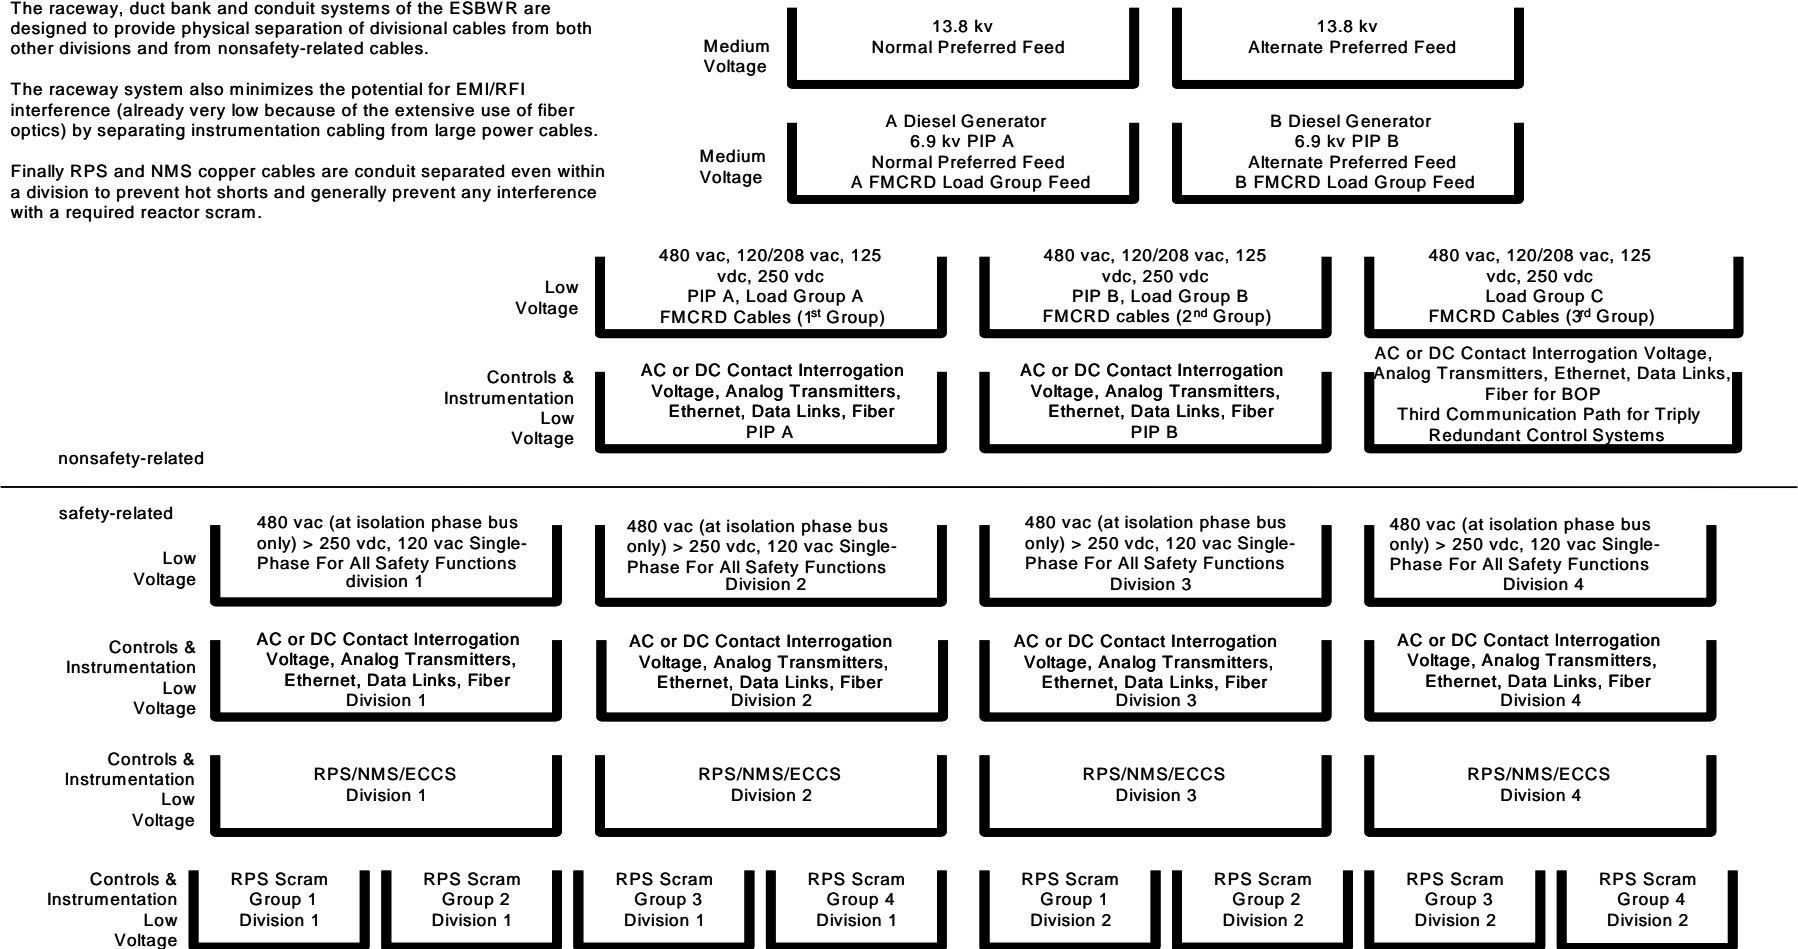 The raceway, duct bank and conduit systems of the ESBWR are
designed to provide physical separation of divisional cables from both
other divisions and from nonsafety-related cables.
The raceway system also minimizes the potential for EMI/RFI
interference (already very low because of the extensive use of fiber
optics) by separating instrumentation cabling from large power cables.
Finally RPS and NMS copper cables are conduit separated even within
a division to prevent hot shorts and generally prevent any interference
with a required reactor scram.
Medium
Voltage
13.8 kv
Normal Preferred Feed
13.8 kv
Alternate Preferred Feed
Medium
Voltage
A Diesel Generator
6.9 kv PIP A
Normal Preferred Feed
A FMCRD Load Group Feed
B Diesel Generator
6.9 kv PIP B
Alternate Preferred Feed
B FMCRD Load Group Feed
Low
Voltage
480 vac, 120/208 vac, 125
vdc, 250 vdc
PIP A, Load Group A
FMCRD Cables (1st Group)
480 vac, 120/208 vac, 125
vdc, 250 vdc
PIP B, Load Group B
FMCRD cables (2nd Group)
480 vac, 120/208 vac, 125
vdc, 250 vdc
Load Group C
FMCRD Cables (3rd Group)
Controls &
Instrumentation
Low
Voltage
AC or DC Contact Interrogation
Voltage, Analog Transmitters,
Ethernet, Data Links, Fiber
PIP A
AC or DC Contact Interrogation
Voltage, Analog Transmitters,
Ethernet, Data Links, Fiber
PIP B
AC or DC Contact Interrogation Voltage,
Analog Transmitters, Ethernet, Data Links,
Fiber for BOP
Third Communication Path for Triply
Redundant Control Systems
nonsafety-related
safety-related
Low
Voltage
480 vac (at isolation phase bus
only) > 250 vdc, 120 vac Single-
Phase For All Safety Functions
division 1
480 vac (at isolation phase bus
only) > 250 vdc, 120 vac Single-
Phase For All Safety Functions
Division 2
480 vac (at isolation phase bus
only) > 250 vdc, 120 vac Single-
Phase For All Safety Functions
Division 3
480 vac (at isolation phase bus
only) > 250 vdc, 120 vac Single-
Phase For All Safety Functions
Division 4
Controls &
Instrumentation
Low
Voltage
AC or DC Contact Interrogation
Voltage, Analog Transmitters,
Ethernet, Data Links, Fiber
Division 1
AC or DC Contact Interrogation
Voltage, Analog Transmitters,
Ethernet, Data Links, Fiber
Division 2
AC or DC Contact Interrogation
Voltage, Analog Transmitters,
Ethernet, Data Links, Fiber
Division 3
AC or DC Contact Interrogation
Voltage, Analog Transmitters,
Ethernet, Data Links, Fiber
Division 4
Controls &
Instrumentation
Low
Voltage
RPS/NMS/ECCS
Division 1
RPS/NMS/ECCS
Division 2
RPS/NMS/ECCS
Division 3
RPS/NMS/ECCS
Division 4
Controls &
Instrumentation
Low
Voltage
RPS Scram
Group 1
Division 1
RPS Scram
Group 2
Division 1
RPS Scram
Group 3
Division 1
RPS Scram
Group 4
Division 1
RPS Scram
Group 1
Division 2
RPS Scram
Group 2
Division 2
RPS Scram
Group 3
Division 2
RPS Scram
Group 4
Division 2